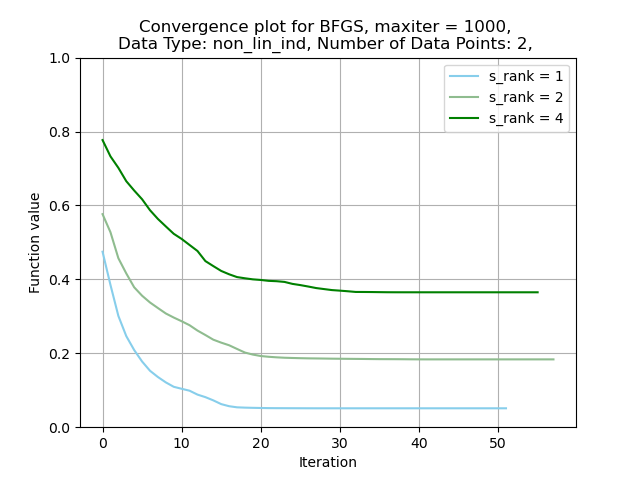 Convergence plot for BFGS, maxiter = 1000,
Data Type: non_lin_ind, Number of Data Points: 2,
1.0
s_rank = 1
s_rank = 2
s_rank = 4
0.8
0.6
Function value
0.4
0.2
0.0
0 10 20 30 40 50
Iteration